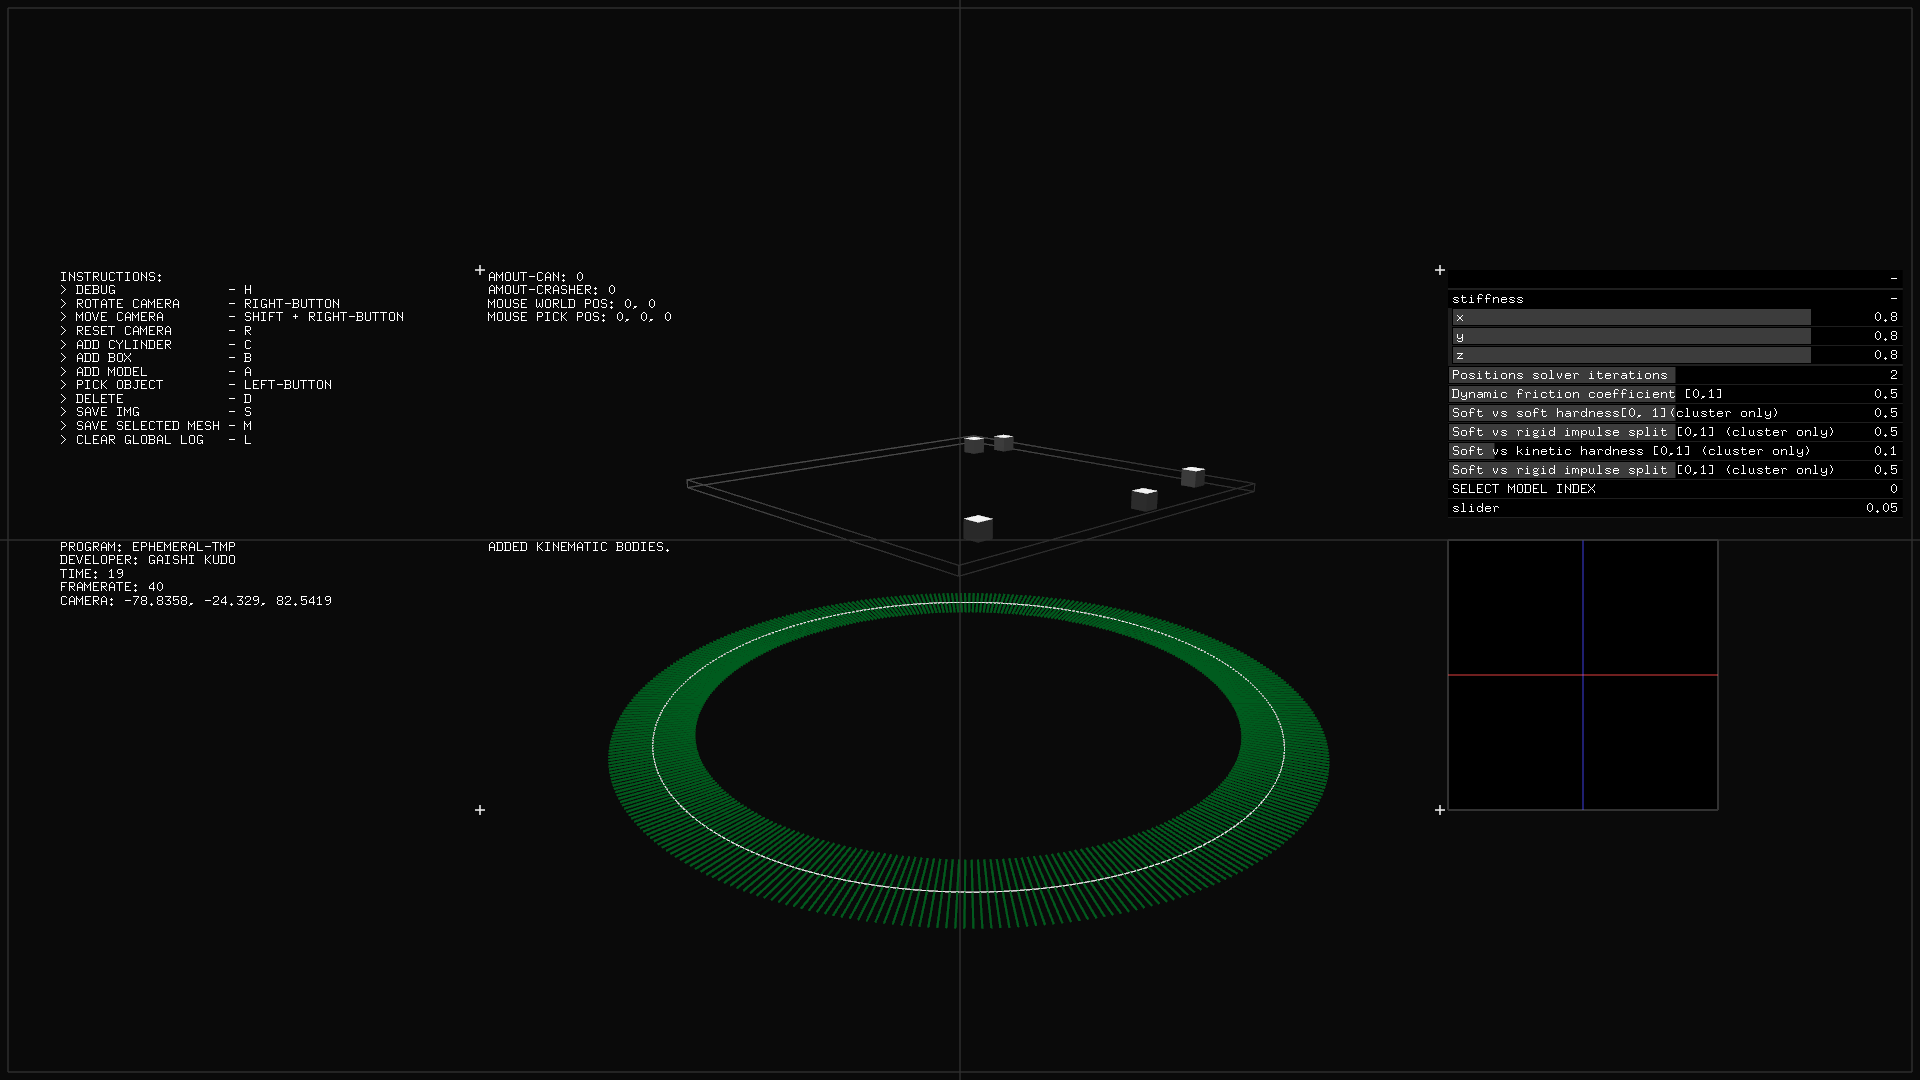 INSTRUCTIONS:
> DEBUG - H
> ROTATE CAMERA - RIGHT-BUTTON
> MOVE CAMERA - SHIFT + RIGHT-BUTTON
> RESET CAMERA - R
> ADD CYLINDER - C
> ADD BOX - B
> ADD MODEL - A
> PICK OBJECT - LEFT-BUTTON
> DELETE - D
> SAVE IMG - S
> SAVE SELECTED MESH - M
> CLEAR GLOBAL LOG - L
AMOUT-CAN: 0
AMOUT-CRASHER: 0
MOUSE WORLD POS: 0, 0
MOUSE PICK POS: 0, 0, 0
-
stiffness -
x 0.8
y 0.8
z 0.8
Positions solver iterations 2
Dynamic friction coefficient [0,1] 0.5
Soft vs soft hardness[0, 1](cluster only) 0.5
Soft vs rigid impulse split [0,1] (cluster only) 0.5
Soft vs kinetic hardness [0,1] (cluster only) 0.1
Soft vs rigid impulse split [0,1] (cluster only) 0.5
SELECT MODEL INDEX 0
slider 0.05
PROGRAM: EPHEMERAL-TMP
DEVELOPER: GAISHI KUDO
TIME: 19
FRAMERATE: 40
CAMERA: -78.8358, -24.329, 82.5419
ADDED KINEMATIC BODIES.